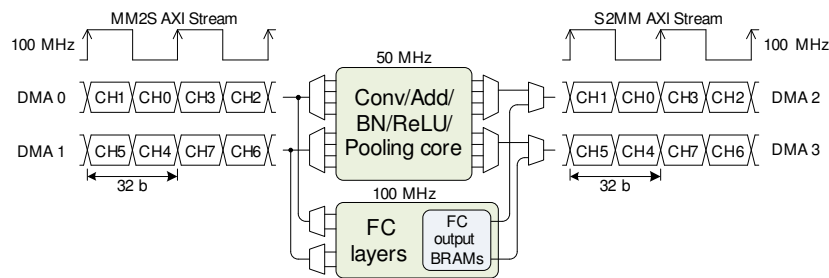 MM2S AXI Stream
S2MM AXI Stream
100 MHz
50 MHz
100 MHz
DMA 0
CH1 CH0 CH3 CH2
Conv/Add/
BN/ReLU/
Pooling core
CH1 CH0 CH3 CH2
DMA 2
DMA 1
CH5 CH4 CH7 CH6
CH5 CH4 CH7 CH6
DMA 3
32 b
32 b
100 MHz
FC
layers
FC
output
BRAMs